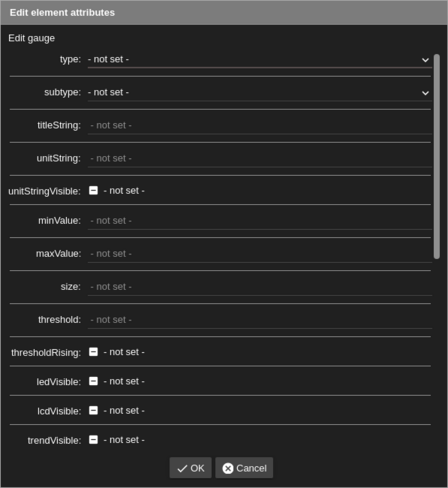 Edit element attributes
Edit gauge
type: - not set -
subtype: - not set -
titleString: - not set -
unitString: - not set -
unitStringVisible: - not set -
minValue: - not set -
maxValue: - not set -
size: - not set -
threshold: - not set -
thresholdRising: - not set -
ledVisible: - not set -
lcdVisible: - not set -
trendVisible: - not set -
OK Cancel